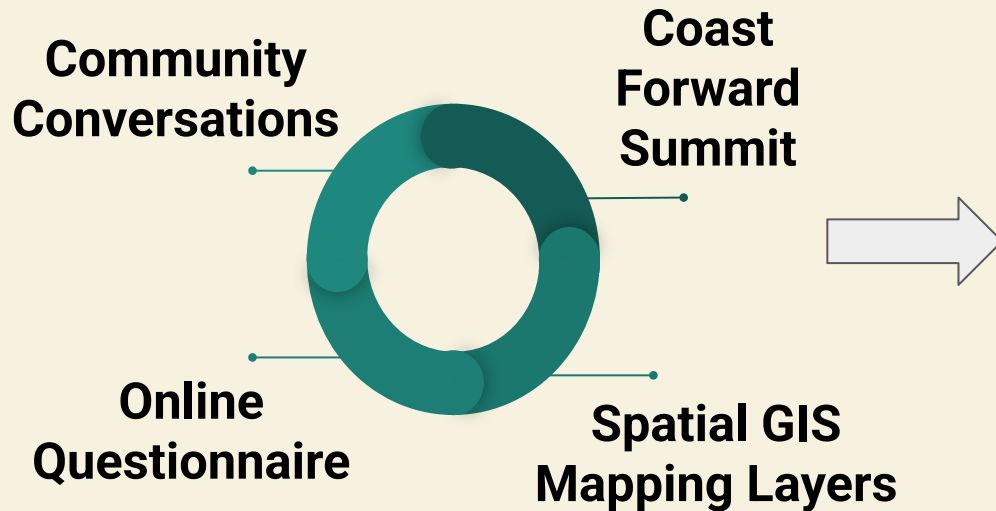 Community
Conversations
Coast
Forward
Summit
Online
Questionnaire
Spatial GIS
Mapping Layers